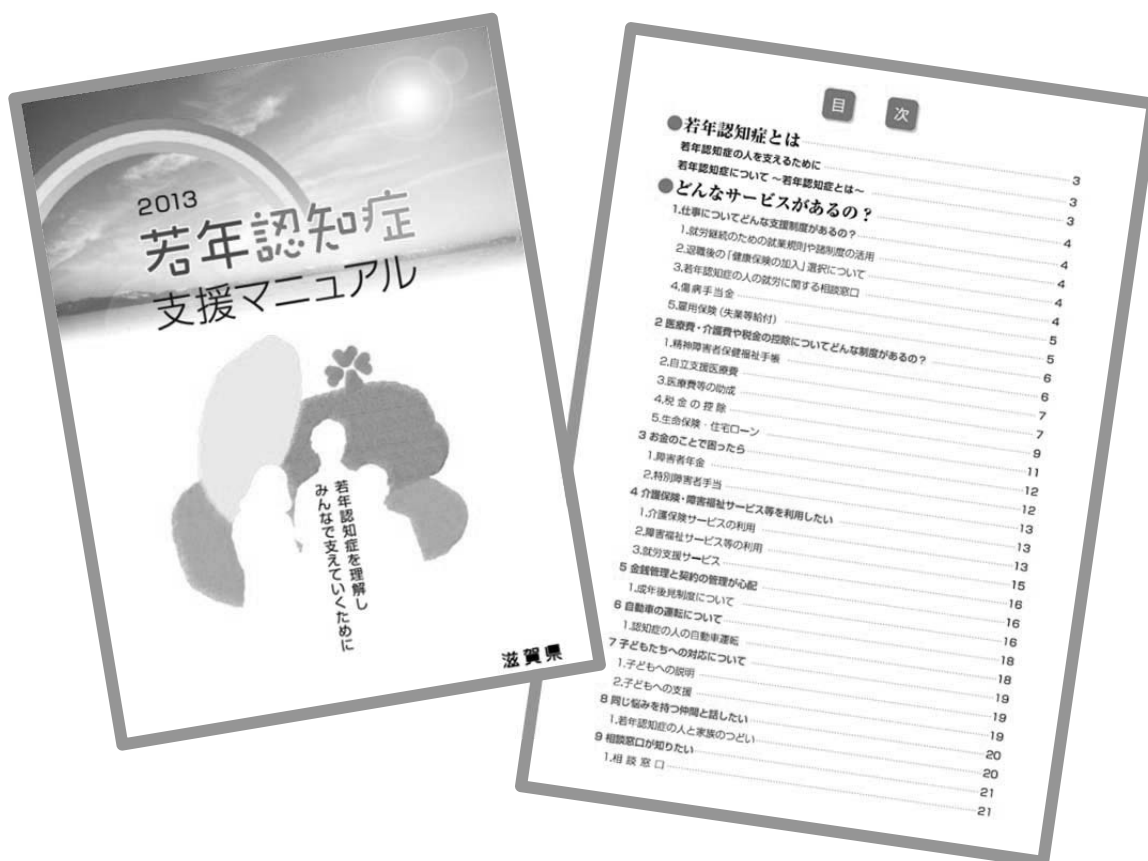 2013
若年認知症
支援マニュアル
若年認知症を理解し
みんなで支えていくために
滋賀県
目 次
●若年認知症とは 3
若年認知症の人を支えるために 3
若年認知症について ～若年認知症とは～ 3
●どんなサービスがあるの？ 4
1.仕事についてどんな支援制度があるの？ 4
1.就労継続のための就業規則や諸制度の活用 4
2.退職後の「健康保険の加入」選択について 4
3.若年認知症の人の就労に関する相談窓口 4
4.傷病手当金 5
5.雇用保険（失業等給付） 5
2 医療費・介護費や税金の控除についてどんな制度があるの？ 6
1.精神障害者保健福祉手帳 6
2.自立支援医療費 7
3.医療費等の助成 7
4.税金の控除 9
5.生命保険・住宅ローン 11
3 お金のことで困ったら 12
1.障害者年金 12
2.特別障害者手当 13
4 介護保険・障害福祉サービス等を利用したい 13
1.介護保険サービスの利用 13
2.障害福祉サービス等の利用 15
3.就労支援サービス 16
5 金銭管理と契約の管理が心配 16
1.成年後見制度について 16
6 自動車の運転について 18
1.認知症の人の自動車運転 18
7 子どもたちへの対応について 19
1.子どもへの説明 19
2.子どもへの支援 19
8 同じ悩みを持つ仲間と話したい 20
1.若年認知症の人と家族のつどい 20
9 相談窓口が知りたい 21
1.相談窓口 21